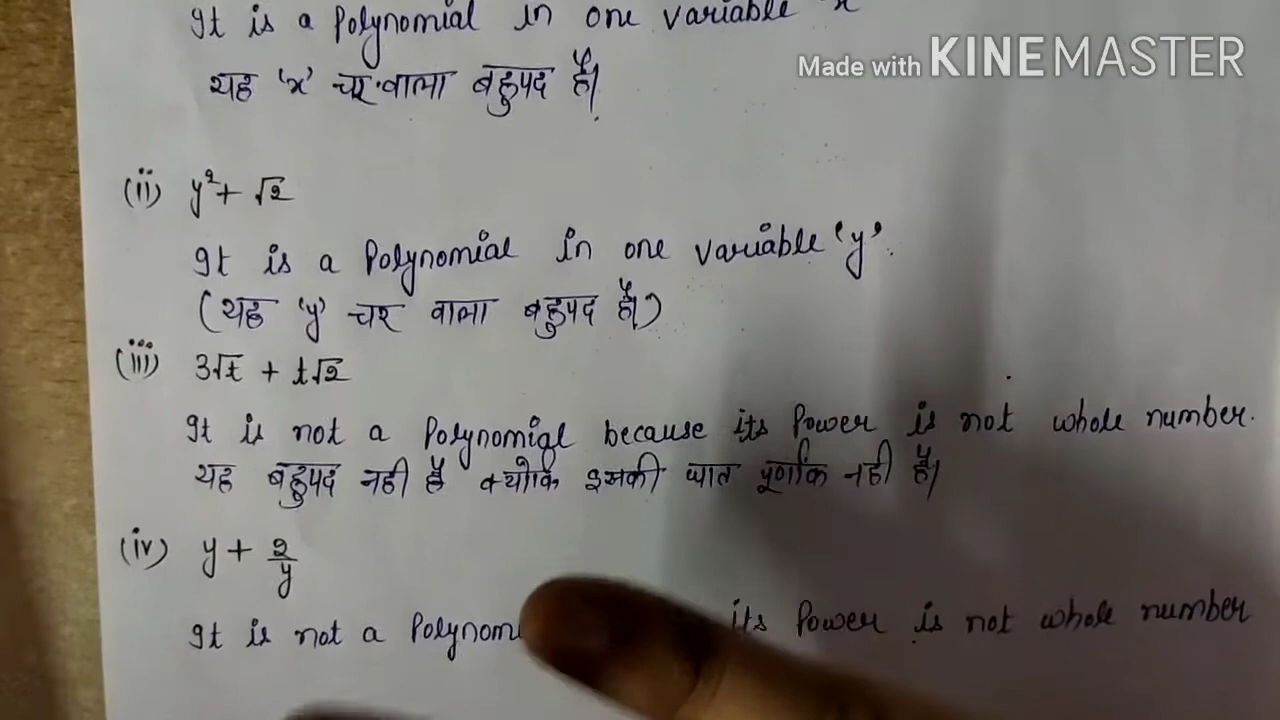 It is a Polynomial in one variable 'x'
Made with KINEMASTER
यह 'x' चर वाला बहुपद है।
(ii) y² + √2
It is a Polynomial in one variable 'y'.
(यह 'y' चर वाला बहुपद है।)
(iii) 3√t + t√2
It is not a Polynomial because its Power is not whole number.
यह बहुपद नही है क्योकि इसकी घात पूर्णांक नही है।
(iv) y + 2/y
It is not a its Power is not whole number